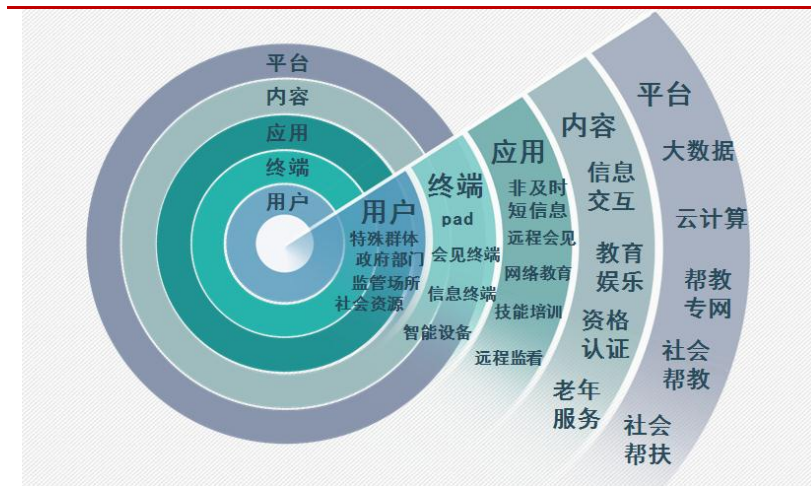 平台
内容
应用
终端
用户
用户
特殊群体
政府部门
监管场所
社会资源
终端
pad
会见终端
信息终端
智能设备
应用
非及时
短信息
远程会见
网络教育
技能培训
远程监看
内容
信息
交互
教育
娱乐
资格
认证
老年
服务
平台
大数据
云计算
帮教
专网
社会
帮教
社会
帮扶